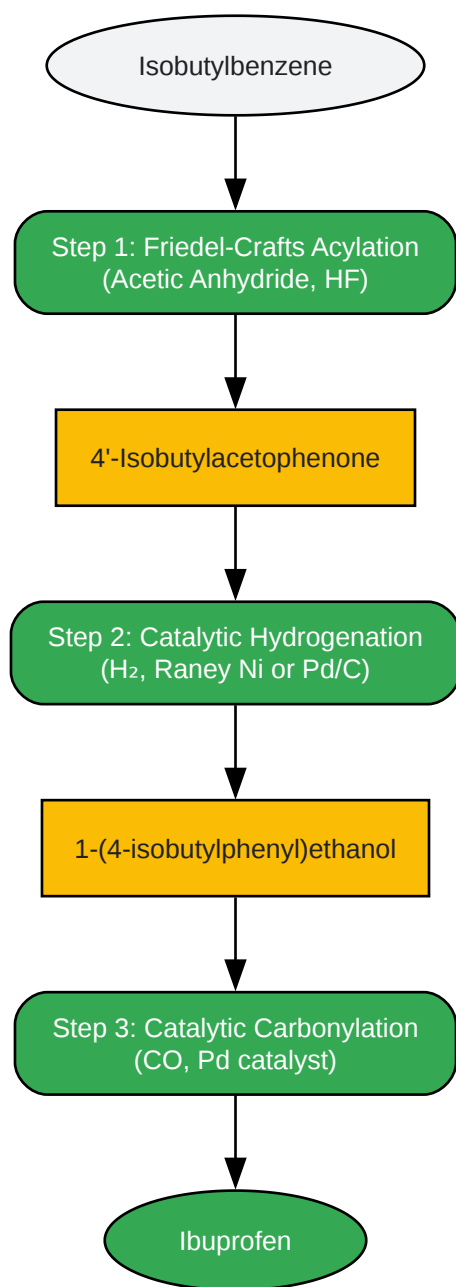 Isobutylbenzene
Step 1: Friedel-Crafts Acylation
(Acetic Anhydride, HF)
4'-Isobutylacetophenone
Step 2: Catalytic Hydrogenation
(H₂, Raney Ni or Pd/C)
1-(4-isobutylphenyl)ethanol
Step 3: Catalytic Carbonylation
(CO, Pd catalyst)
Ibuprofen